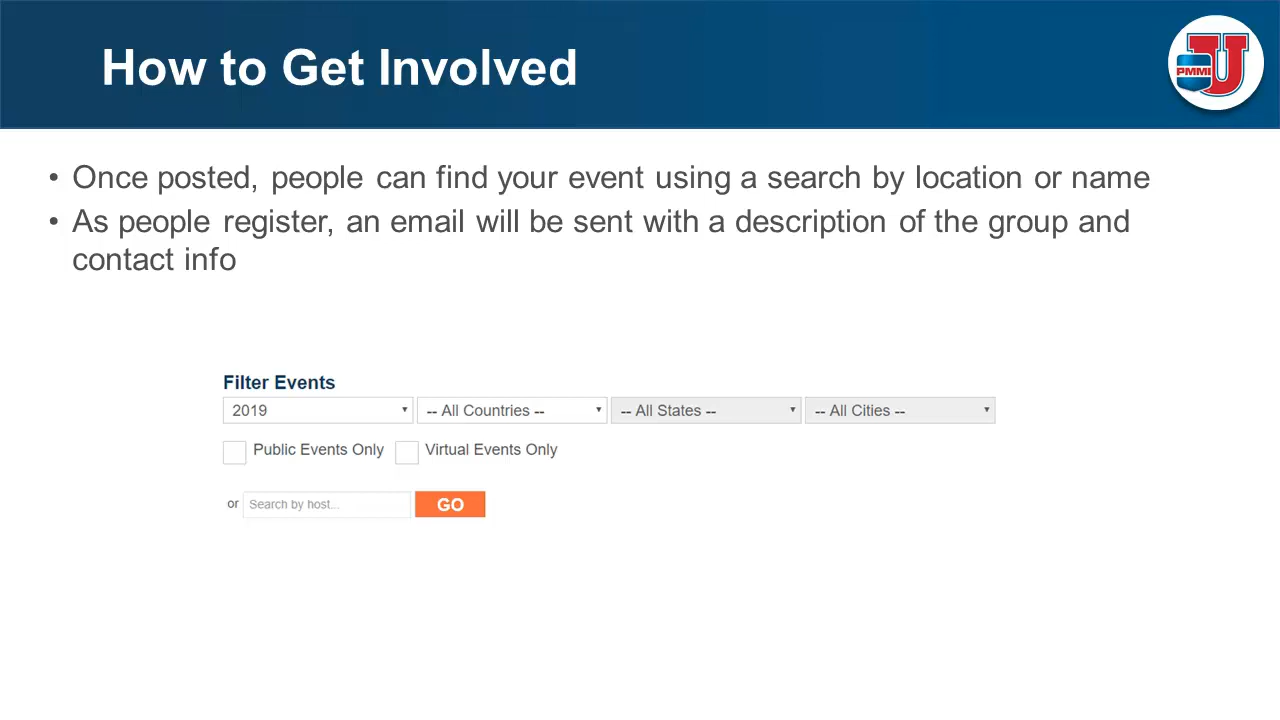 How to Get Involved
PMMI U
• Once posted, people can find your event using a search by location or name
• As people register, an email will be sent with a description of the group and
contact info
Filter Events
2019 -- All Countries -- -- All States -- -- All Cities --
Public Events Only Virtual Events Only
or Search by host... GO